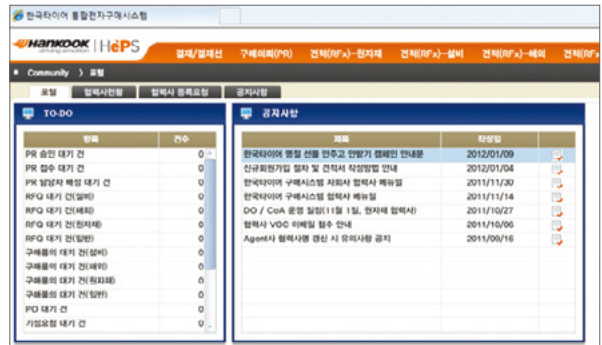 한국타이어 통합전자구매시스템
HANKOOK HePS
driving emotion
결재/결재선 구매의뢰(PR) 견적(RFx)-원자재 견적(RFx)-설비 견적(RFx)-해외 견적(RFx
Community > 포털
포털 협력사현황 협력사 등록요청 공지사항
TO-DO
항목 건수
PR 승인 대기 건 0
PR 접수 대기 건 0
PR 담당자 배정 대기 건 0
RFQ 대기 건(설비) 0
RFQ 대기 건(해외) 0
RFQ 대기 건(원자재) 0
RFQ 대기 건(일반) 0
구매품의 대기 건(설비) 0
구매품의 대기 건(해외) 0
구매품의 대기 건(원자재) 0
구매품의 대기 건(일반) 0
PO 대기 건 0
기성요청 대기 건 0
공지사항
제목 작성일
한국타이어 명절 선물 안주고 안받기 캠페인 안내문 2012/01/09
신규회원가입 절차 및 견적서 작성방법 안내 2012/01/04
한국타이어 구매시스템 자회사 협력사 메뉴얼 2011/11/30
한국타이어 구매시스템 협력사 메뉴얼 2011/11/14
DO / CoA 운영 일정(11월 1일, 원자재 협력사) 2011/10/27
협력사 VOC 이메일 접수 안내 2011/10/06
Agent사 협력사명 갱신 시 유의사항 공지 2011/09/16